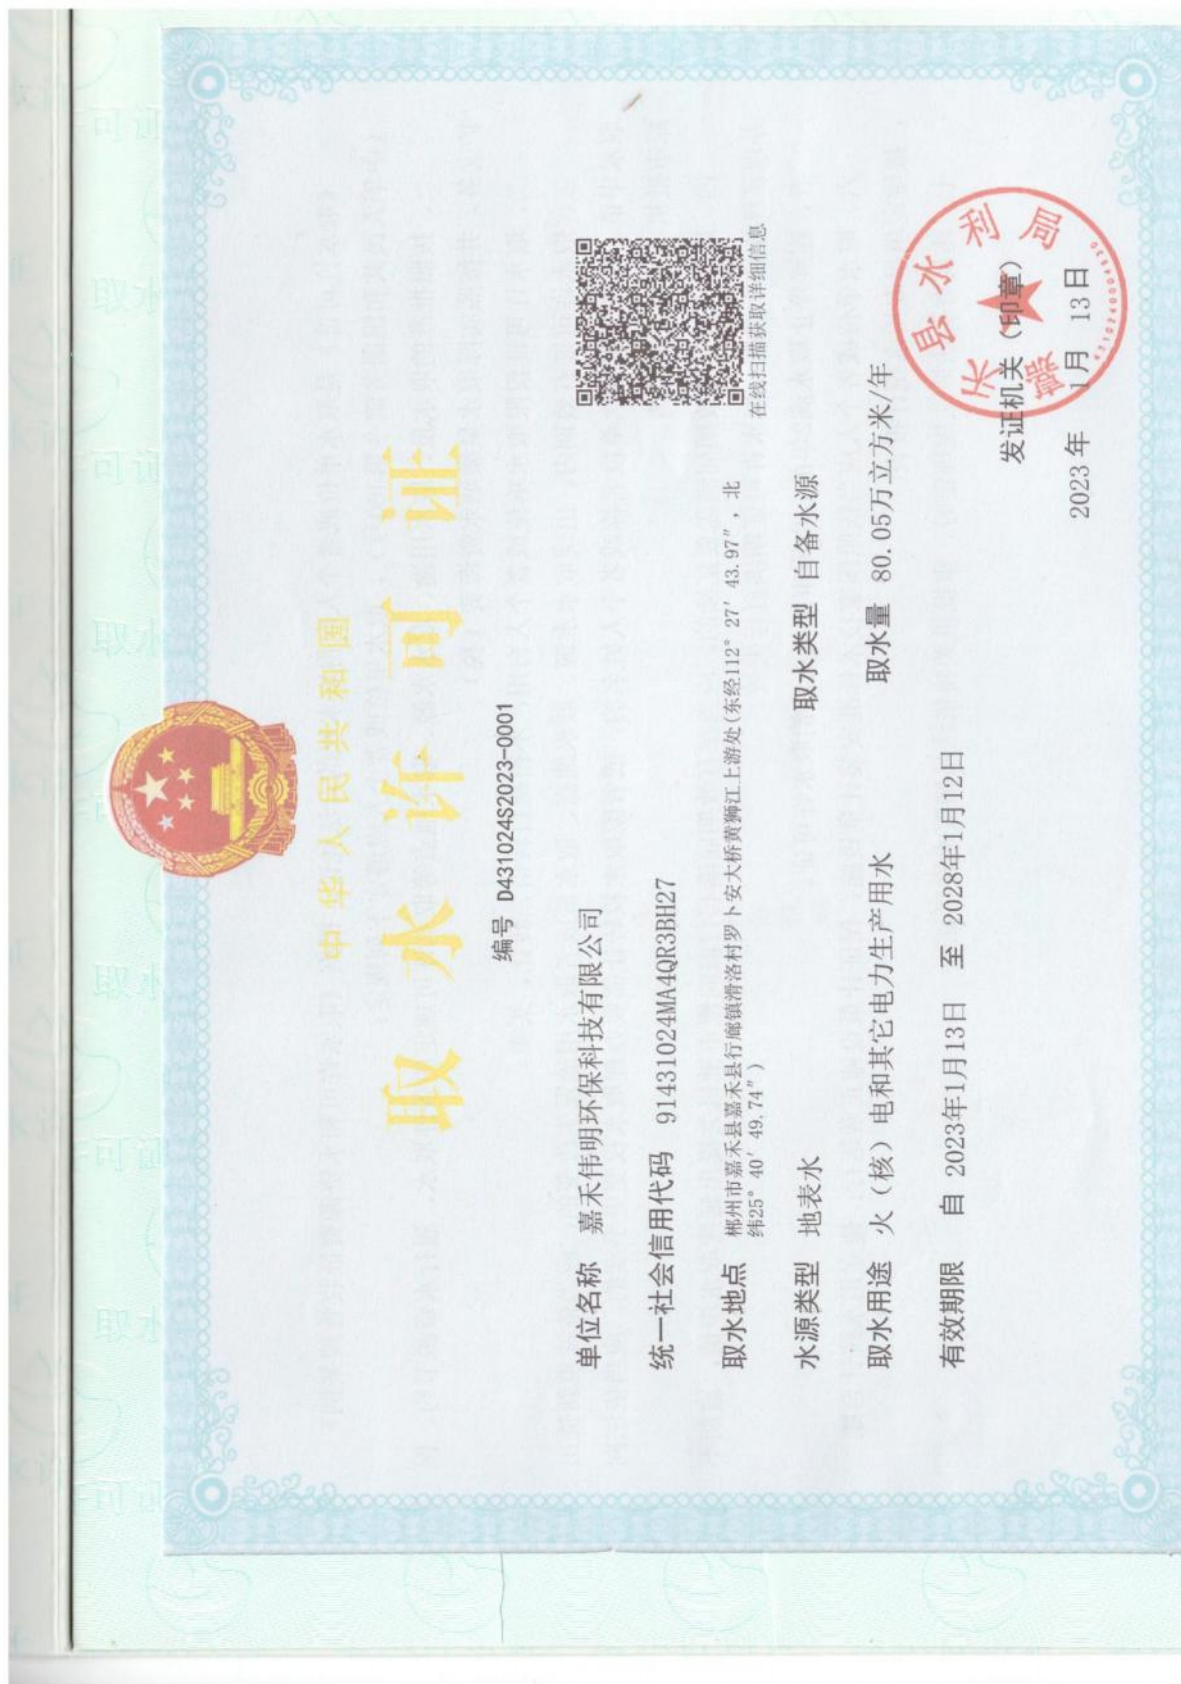 中华人民共和国
取水许可证
编号 D431024S2023-0001
在线扫描获取详细信息
单位名称 嘉禾伟明环保科技有限公司
统一社会信用代码 91431024MA4QR3BH27
取水地点 郴州市嘉禾县嘉禾县行廊镇滑洛村罗卜安大桥黄狮江上游处(东经112° 27′ 43.97″, 北
纬25° 40′ 49.74″)
水源类型 地表水 取水类型 自备水源
取水用途 火(核)电和其它电力生产用水 取水量 80.05万立方米/年
有效期限 自 2023年1月13日 至 2028年1月12日
发证机关(印章)
2023 年 1月 13日
嘉禾县水利局